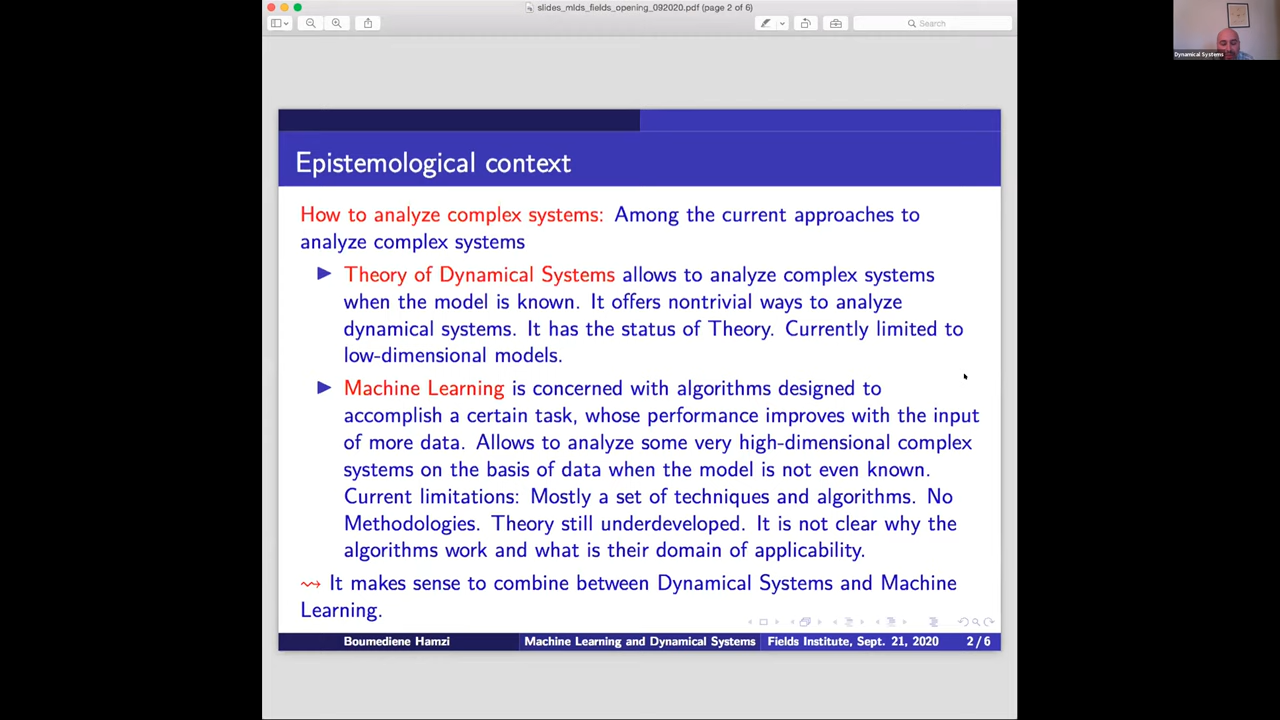 slides_mlds_fields_opening_092020.pdf (page 2 of 6)
Search
Dynamical Systems
Epistemological context
How to analyze complex systems: Among the current approaches to
analyze complex systems
Theory of Dynamical Systems allows to analyze complex systems
when the model is known. It offers nontrivial ways to analyze
dynamical systems. It has the status of Theory. Currently limited to
low-dimensional models.
Machine Learning is concerned with algorithms designed to
accomplish a certain task, whose performance improves with the input
of more data. Allows to analyze some very high-dimensional complex
systems on the basis of data when the model is not even known.
Current limitations: Mostly a set of techniques and algorithms. No
Methodologies. Theory still underdeveloped. It is not clear why the
algorithms work and what is their domain of applicability.
⇝ It makes sense to combine between Dynamical Systems and Machine
Learning.
Boumediene Hamzi Machine Learning and Dynamical Systems Fields Institute, Sept. 21, 2020 2/6